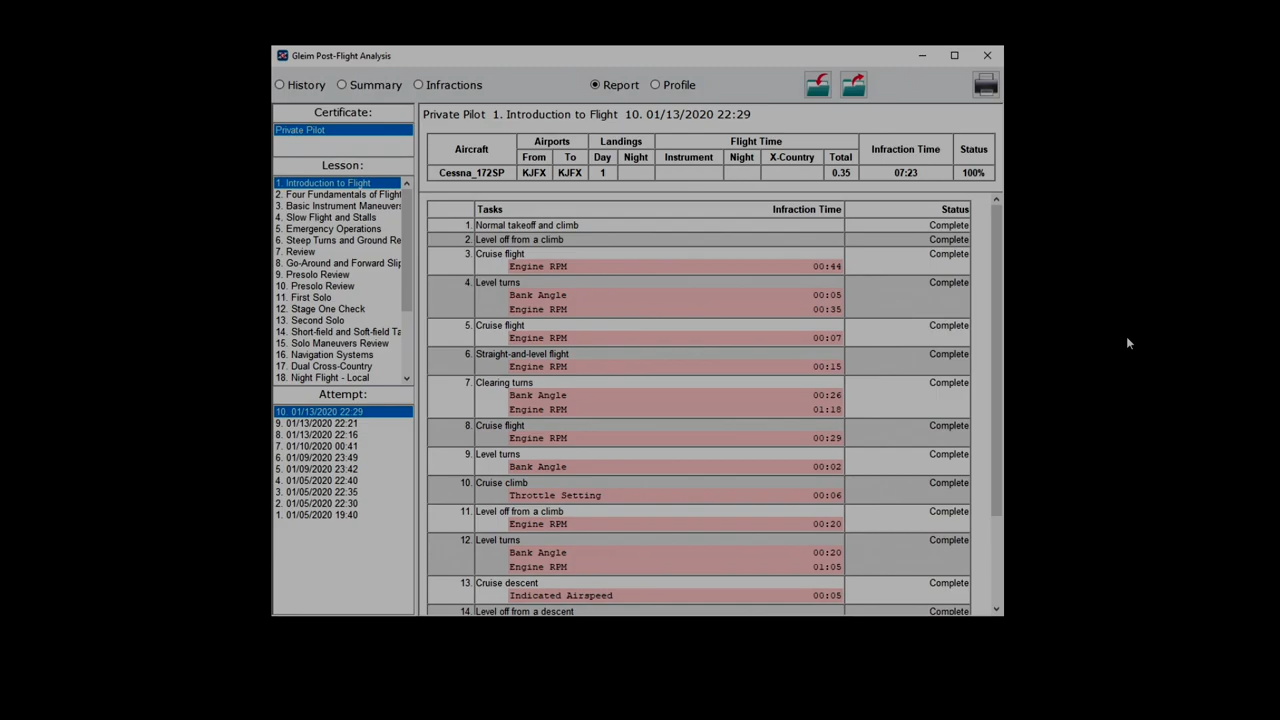 Gleim Post-Flight Analysis
History Summary Infractions Report Profile
Certificate:
Private Pilot
Lesson:
1. Introduction to Flight
2. Four Fundamentals of Flight
3. Basic Instrument Maneuvers
4. Slow Flight and Stalls
5. Emergency Operations
6. Steep Turns and Ground Re
7. Review
8. Go-Around and Forward Slip
9. Presolo Review
10. Presolo Review
11. First Solo
12. Stage One Check
13. Second Solo
14. Short-field and Soft-field Ta
15. Solo Maneuvers Review
16. Navigation Systems
17. Dual Cross-Country
18. Night Flight - Local
Attempt:
10. 01/13/2020 22:29
9. 01/13/2020 22:21
8. 01/13/2020 22:16
7. 01/10/2020 00:41
6. 01/09/2020 23:49
5. 01/09/2020 23:42
4. 01/05/2020 22:40
3. 01/05/2020 22:35
2. 01/05/2020 22:30
1. 01/05/2020 19:40
Private Pilot 1. Introduction to Flight 10. 01/13/2020 22:29
Aircraft Airports Landings Flight Time Infraction Time Status
From To Day Night Instrument Night X-Country Total
Cessna_172SP KJFX KJFX 1 0.35 07:23 100%
Tasks Infraction Time Status
1. Normal takeoff and climb Complete
2. Level off from a climb Complete
3. Cruise flight Complete
Engine RPM 00:44
4. Level turns Complete
Bank Angle 00:05
Engine RPM 00:35
5. Cruise flight Complete
Engine RPM 00:07
6. Straight-and-level flight Complete
Engine RPM 00:15
7. Clearing turns Complete
Bank Angle 00:26
Engine RPM 01:18
8. Cruise flight Complete
Engine RPM 00:29
9. Level turns Complete
Bank Angle 00:02
10. Cruise climb Complete
Throttle Setting 00:06
11. Level off from a climb Complete
Engine RPM 00:20
12. Level turns Complete
Bank Angle 00:20
Engine RPM 01:05
13. Cruise descent Complete
Indicated Airspeed 00:05
14. Level off from a descent Complete